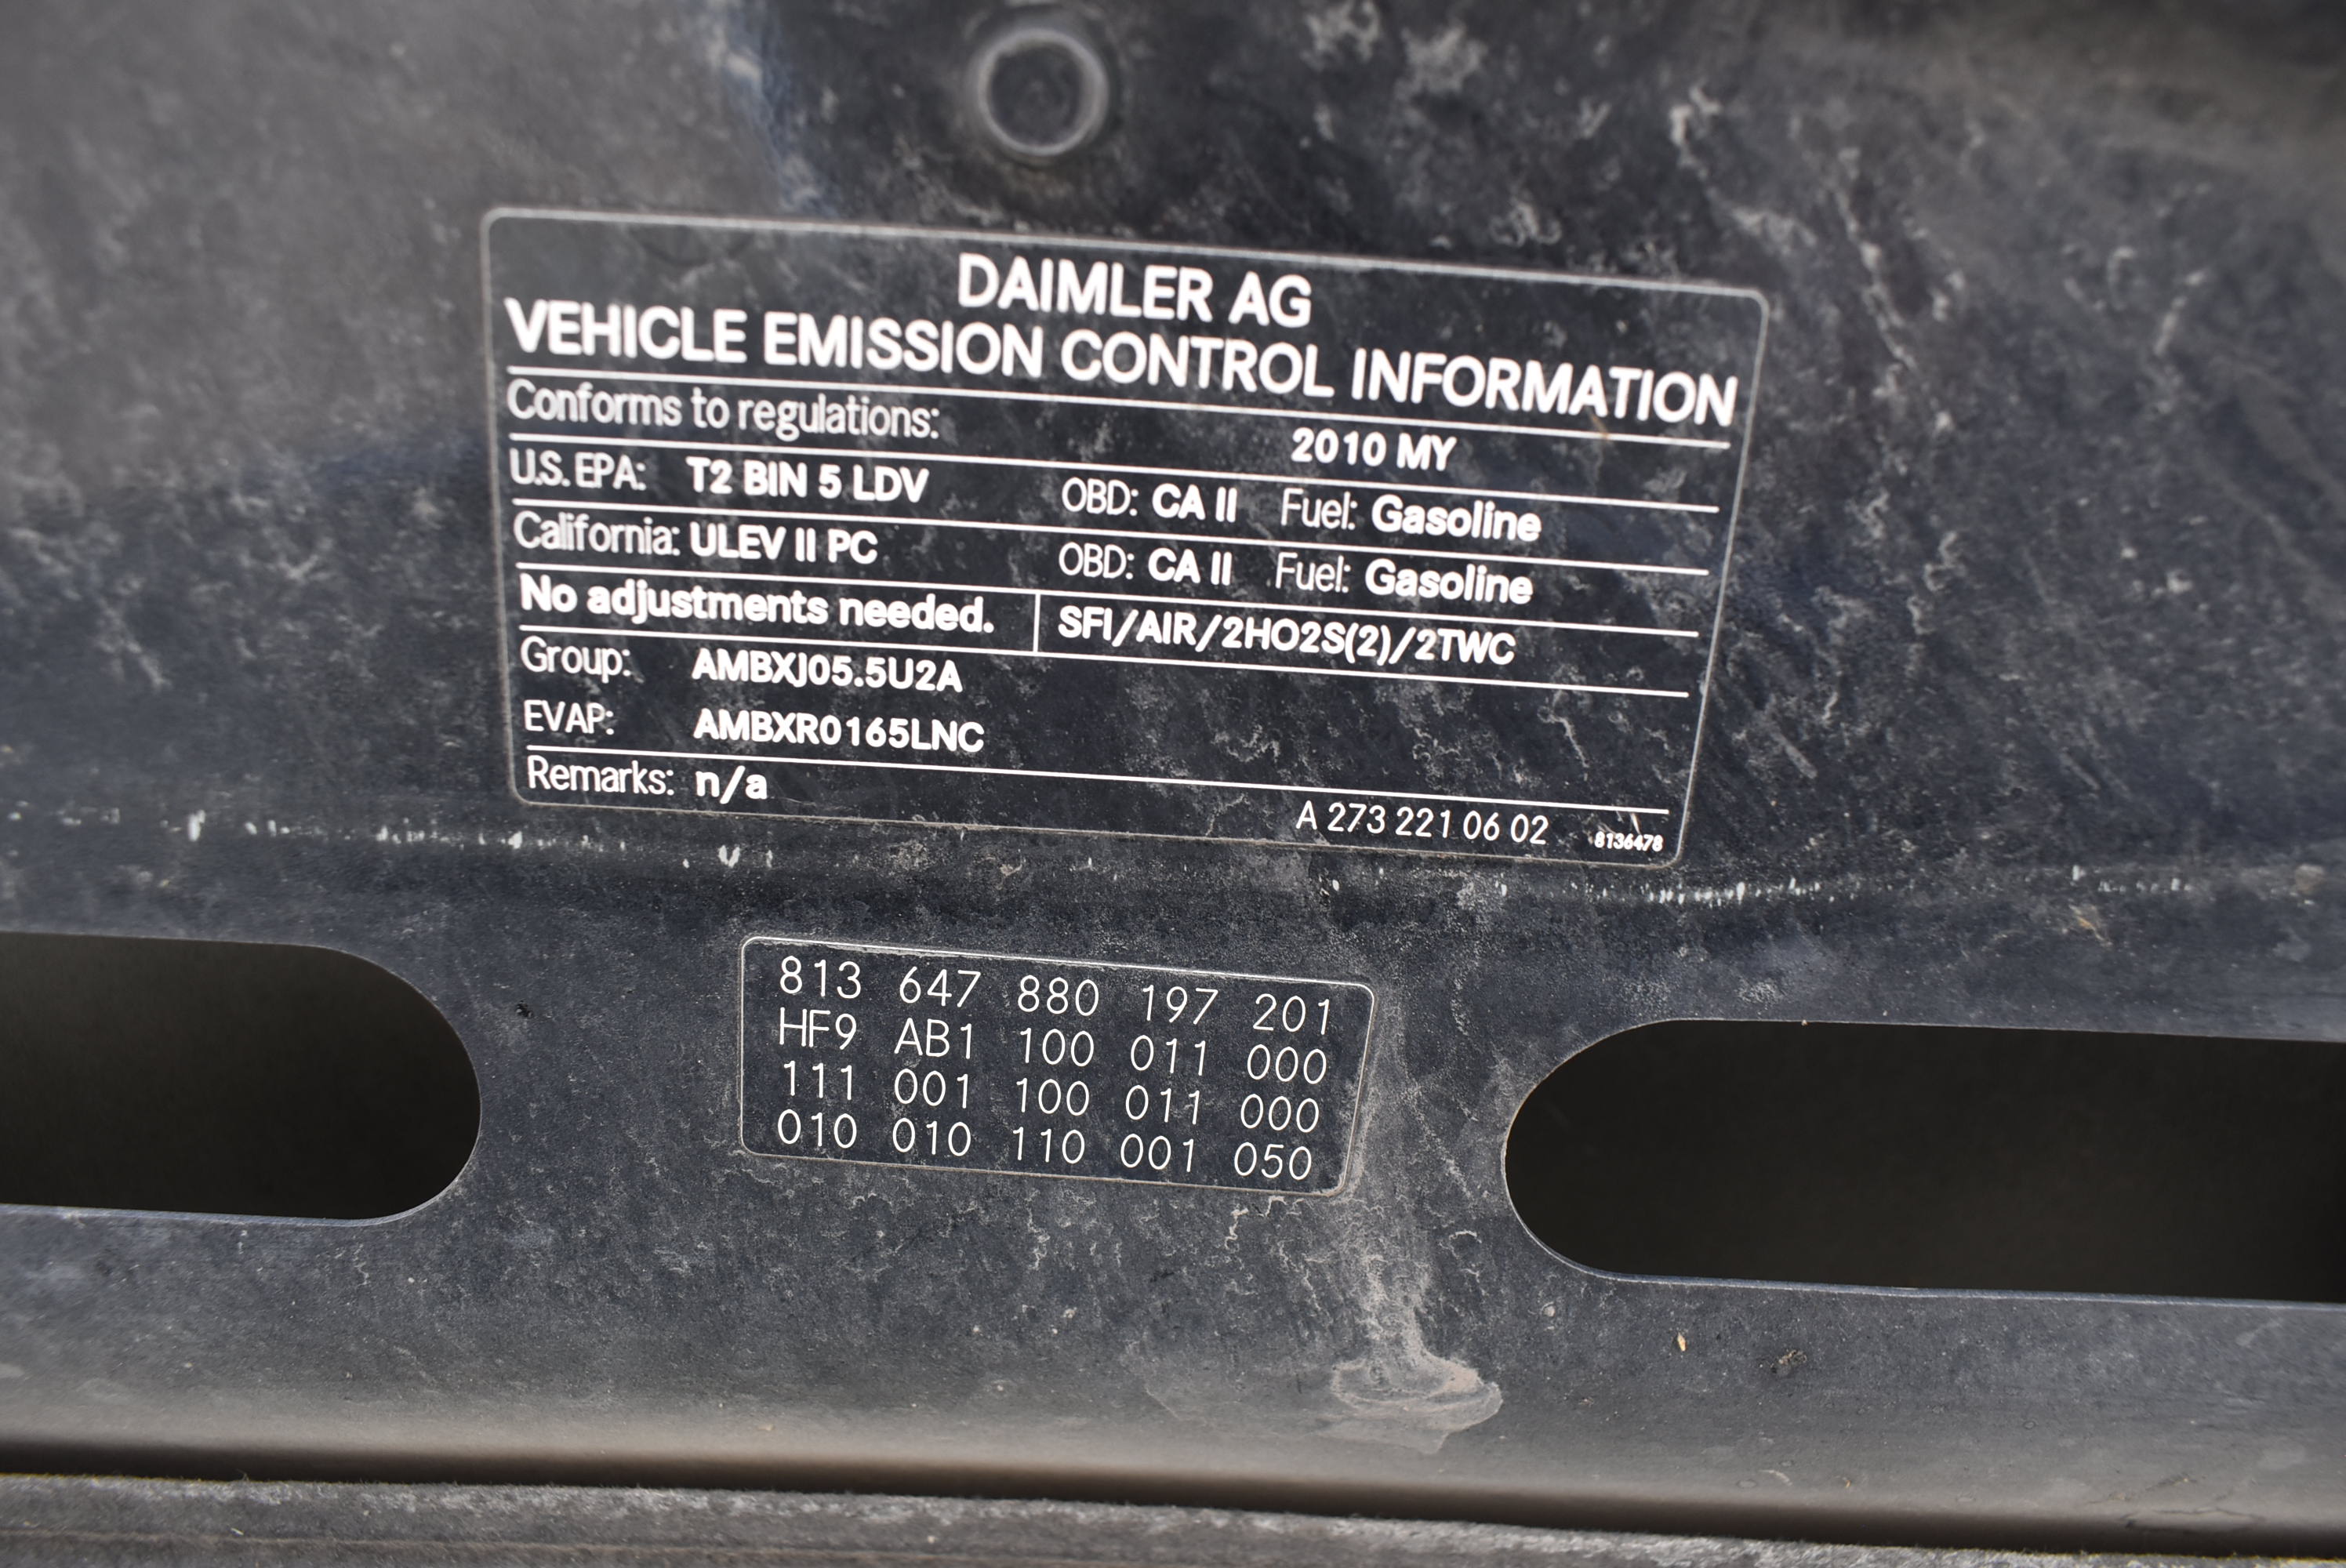 DAIMLER AG
VEHICLE EMISSION CONTROL INFORMATION
Conforms to regulations: 2010 MY
U.S. EPA: T2 BIN 5 LDV OBD: CA II Fuel: Gasoline
California: ULEV II PC OBD: CA II Fuel: Gasoline
No adjustments needed. SFI/AIR/2HO2S(2)/2TWC
Group: AMBXJ05.5U2A
EVAP: AMBXR0165LNC
Remarks: n/a
A 273 221 06 02 8136478
813 647 880 197 201
HF9 AB1 100 011 000
111 001 100 011 000
010 010 110 001 050